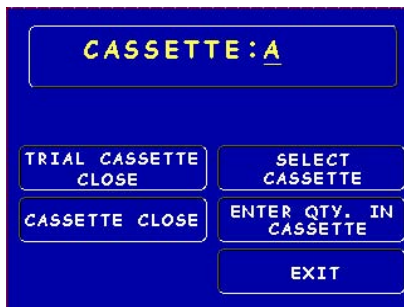 CASSETTE:A
TRIAL CASSETTE
CLOSE
SELECT
CASSETTE
CASSETTE CLOSE
ENTER QTY. IN
CASSETTE
EXIT